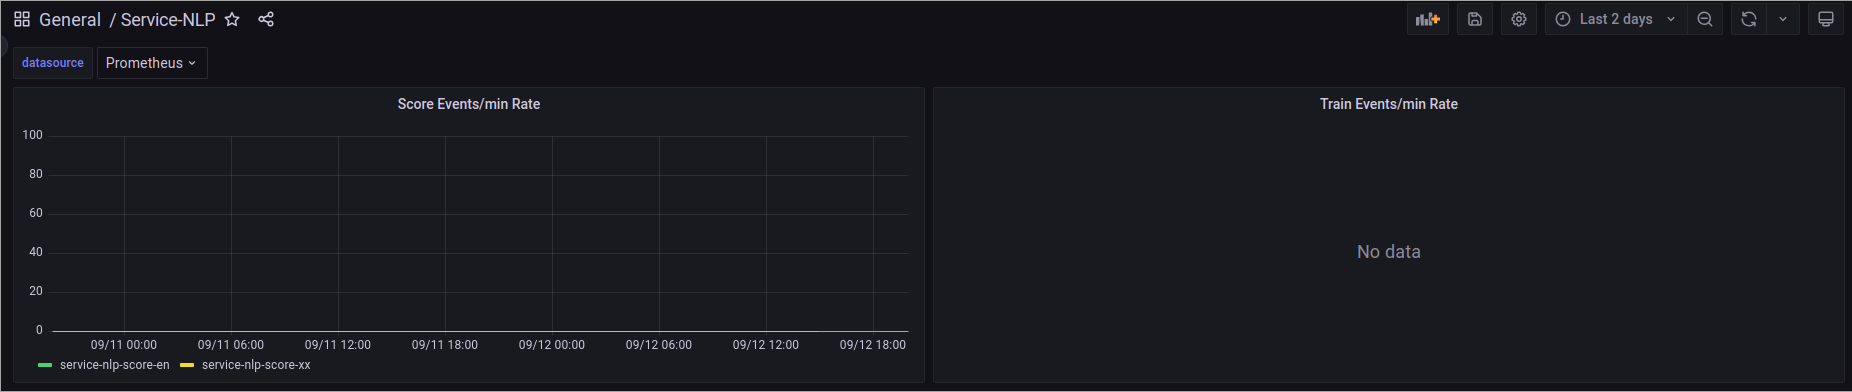 General / Service-NLP
Last 2 days
datasource Prometheus
Score Events/min Rate
100
80
60
40
20
0
09/11 00:00 09/11 06:00 09/11 12:00 09/11 18:00 09/12 00:00 09/12 06:00 09/12 12:00 09/12 18:00
service-nlp-score-en service-nlp-score-xx
Train Events/min Rate
No data